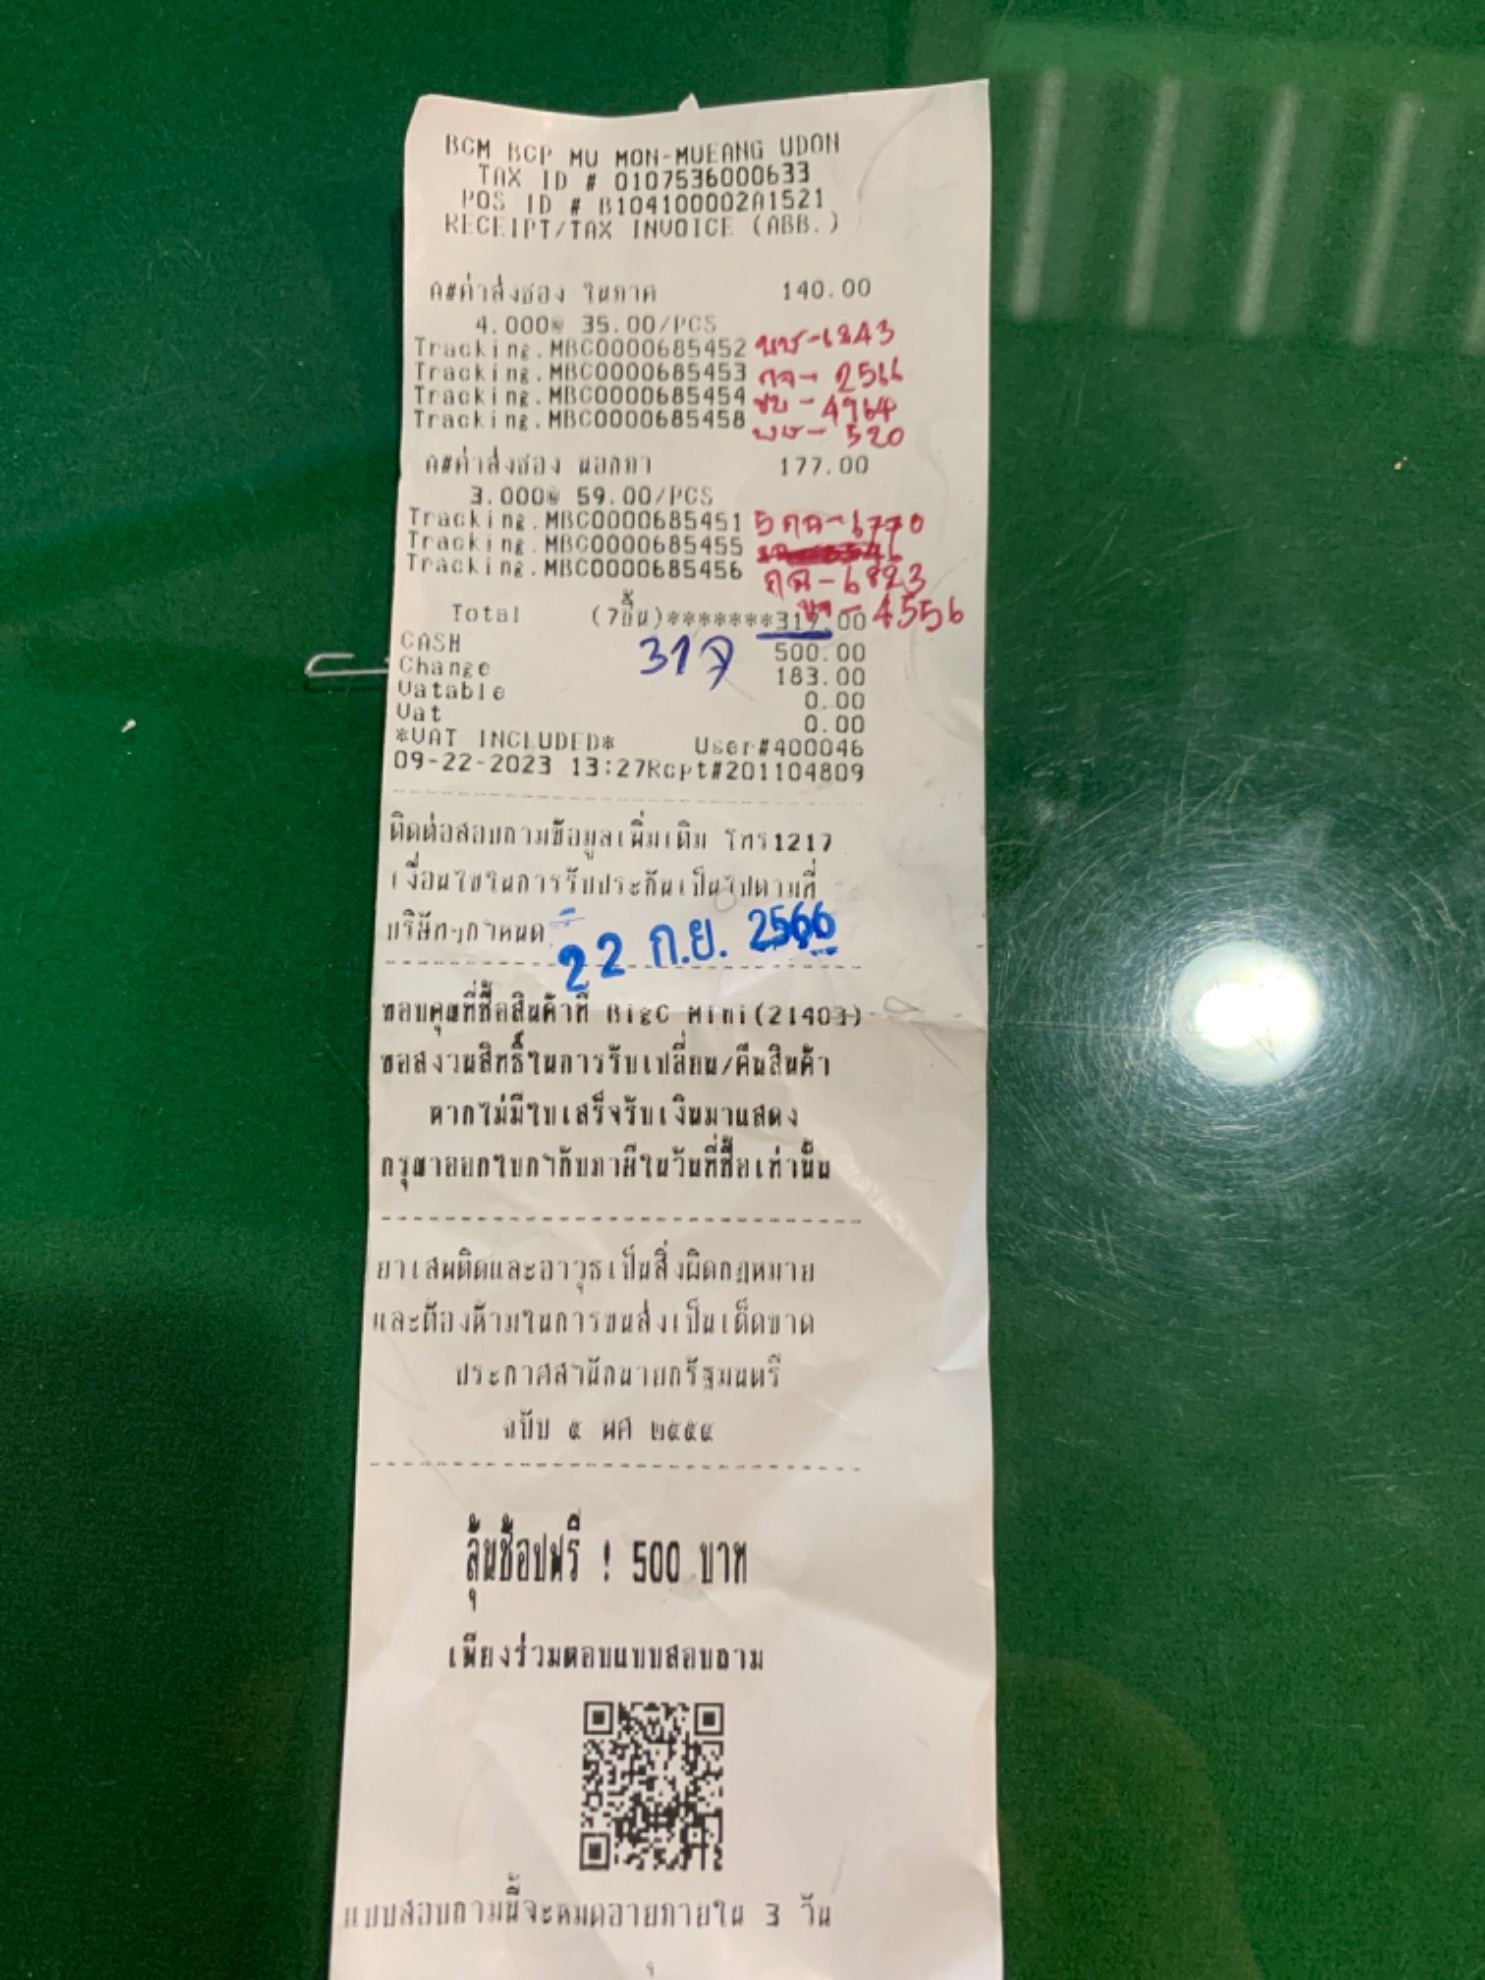 BCM BCP MU MON-MUEANG UDON
TAX ID # 0107536000633
POS ID # B104100002A1521
RECEIPT/TAX INVOICE (ABB.)
A#ค่าส่งซอง ในภาค 140.00
4.000@ 35.00/PCS
Tracking.MBC0000685452 นม-6843
Tracking.MBC0000685453 กจ- 2566
Tracking.MBC0000685454 ขบ - 4964
Tracking.MBC0000685458 - 520
A#ค่าส่งซอง นอกภา 177.00
3.000@ 59.00/PCS
Tracking.MBC0000685451 5 กฉ-6770
Tracking.MBC0000685455
Tracking.MBC0000685456 กฉ - 6823
Total (7ชิ้น)*******317.00 - 4556
CASH 317 500.00
Change 183.00
Vatable 0.00
Vat 0.00
*VAT INCLUDED* User#400046
09-22-2023 13:27Rcpt#201104809
ติดต่อสอบถามข้อมูลเพิ่มเติม โทร1217
เงื่อนไขในการรับประกันเป็นไปตามที่
บริษัทฯกำหนด
22 ก.ย. 2566
ขอบคุณที่ซื้อสินค้าที่ BigC Mini(21403)
ขอสงวนสิทธิ์ในการรับเปลี่ยน/คืนสินค้า
หากไม่มีใบเสร็จรับเงินมาแสดง
กรุณาออกใบกำกับภาษีในวันที่ซื้อเท่านั้น
ยาเสพติดและอาวุธเป็นสิ่งผิดกฎหมาย
และต้องห้ามในการขนส่งเป็นเด็ดขาด
ประกาศสำนักนายกรัฐมนตรี
ฉบับ ๕ พศ ๒๕๕๔
ลุ้นช้อปฟรี ! 500 บาท
เพียงร่วมตอบแบบสอบถาม
แบบสอบถามนี้จะหมดอายุภายใน 3 วัน